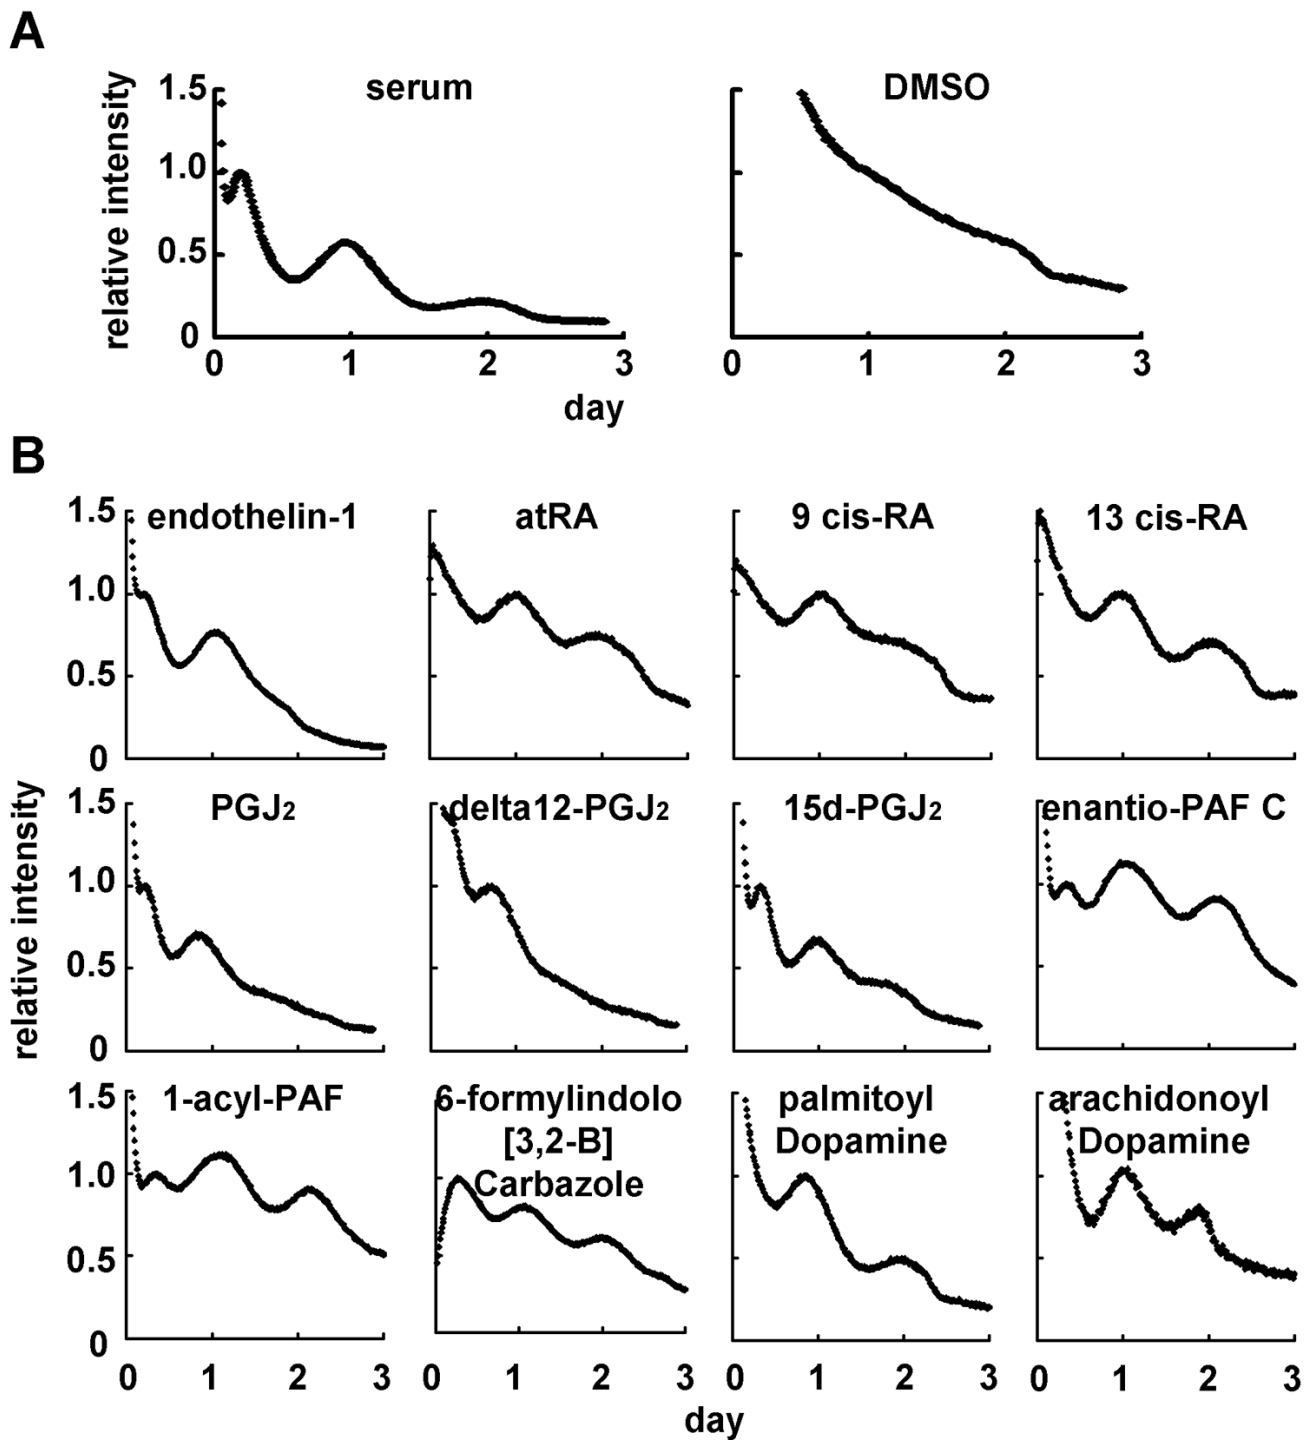 A
serum
DMSO
relative intensity
1.5
1.0
0.5
0
0 1 2 3
0 1 2 3
day
B
endothelin-1
atRA
9 cis-RA
13 cis-RA
1.5
1.0
0.5
0
PGJ2
delta12-PGJ2
15d-PGJ2
enantio-PAF C
relative intensity
1.5
1.0
0.5
0
1-acyl-PAF
6-formylindolo
[3,2-B]
Carbazole
palmitoyl
Dopamine
arachidonoyl
Dopamine
1.5
1.0
0.5
0
0 1 2 3
0 1 2 3
0 1 2 3
0 1 2 3
day